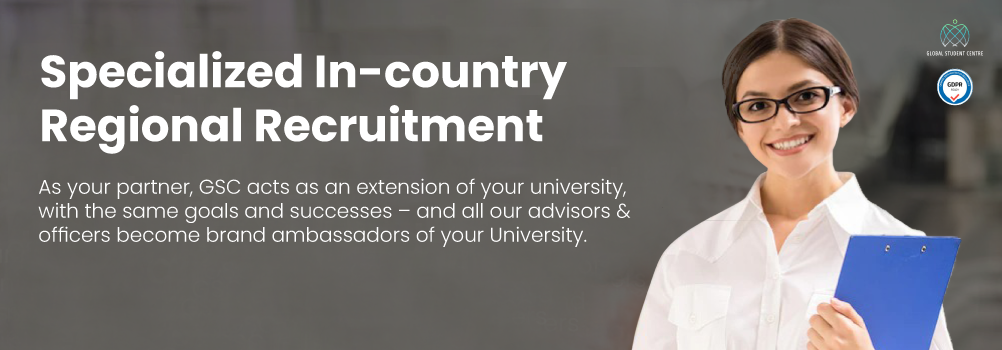 Specialized In-country
Regional Recruitment
As your partner, GSC acts as an extension of your university,
with the same goals and successes – and all our advisors &
officers become brand ambassadors of your University.
GLOBAL STUDENT CENTRE
GDPR